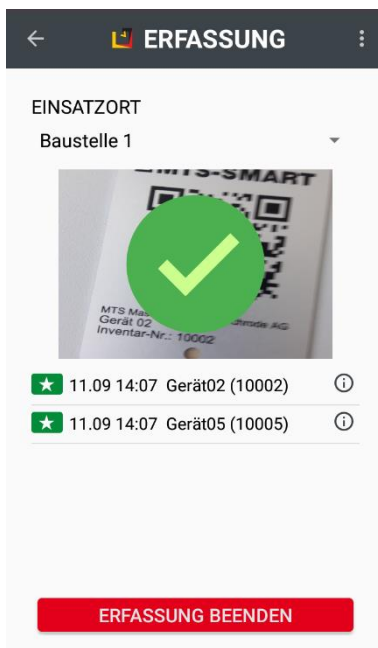 ERFASSUNG
EINSATZORT
Baustelle 1
MTS-SMART
MTS
Gerät 02 AG
Inventar-Nr.: 10002
11.09 14:07 Gerät02 (10002)
11.09 14:07 Gerät05 (10005)
ERFASSUNG BEENDEN